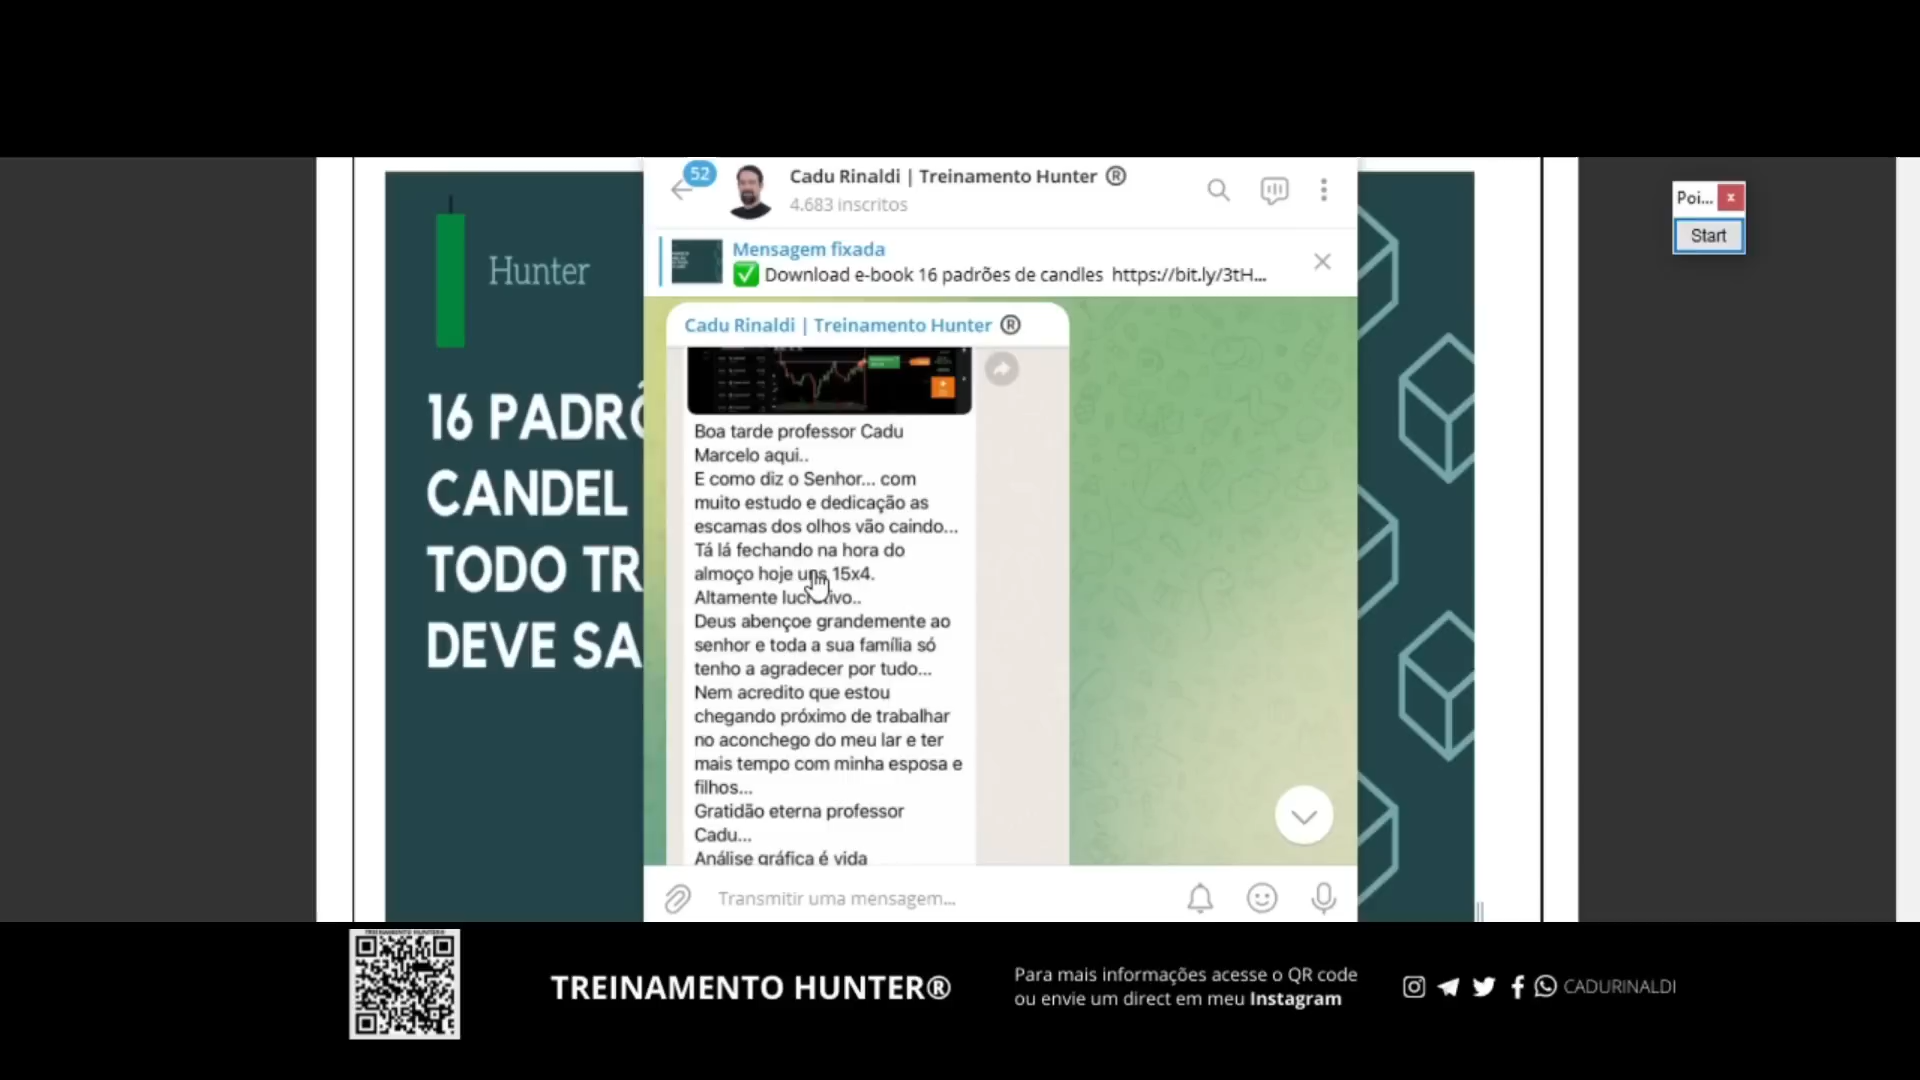 Hunter
16 PADRÕ
CANDEL
TODO TR
DEVE SA
52
Cadu Rinaldi | Treinamento Hunter ®
4.683 inscritos
Mensagem fixada
✅ Download e-book 16 padrões de candles https://bit.ly/3tH...
Cadu Rinaldi | Treinamento Hunter ®
Boa tarde professor Cadu
Marcelo aqui..
E como diz o Senhor... com
muito estudo e dedicação as
escamas dos olhos vão caindo...
Tá lá fechando na hora do
almoço hoje uns 15x4.
Altamente lucrativo..
Deus abençoe grandemente ao
senhor e toda a sua família só
tenho a agradecer por tudo...
Nem acredito que estou
chegando próximo de trabalhar
no aconchego do meu lar e ter
mais tempo com minha esposa e
filhos...
Gratidão eterna professor
Cadu...
Análise gráfica é vida
Transmitir uma mensagem...
Poi... x
Start
TREINAMENTO HUNTER®
TREINAMENTO HUNTER®
Para mais informações acesse o QR code
ou envie um direct em meu Instagram
CADURINALDI